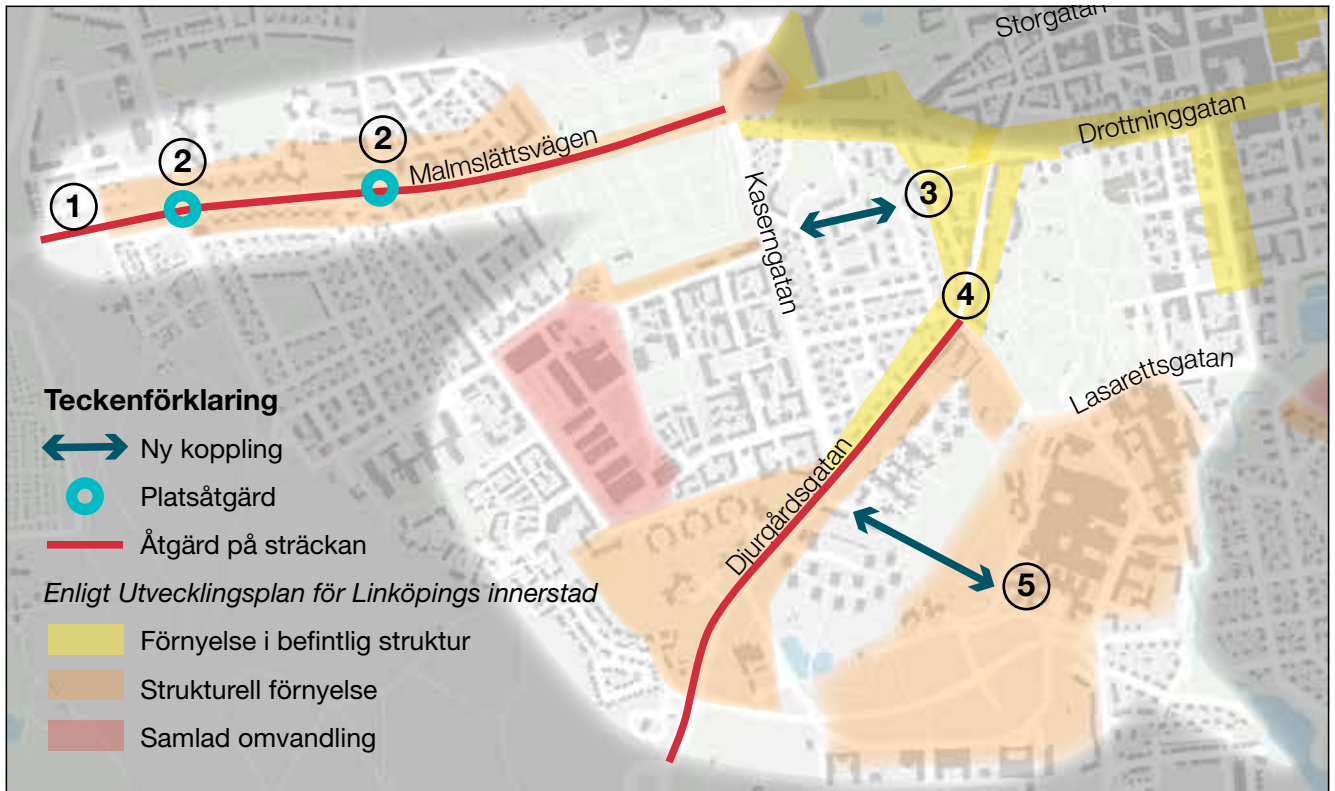 Storgatan
Drottninggatan
2
2
Malmslättsvägen
1
Kaserngatan
3
4
Lasarettsgatan
Djurgårdsgatan
5
Teckenförklaring
Ny koppling
Platsåtgärd
Åtgärd på sträckan
Enligt Utvecklingsplan för Linköpings innerstad
Förnyelse i befintlig struktur
Strukturell förnyelse
Samlad omvandling